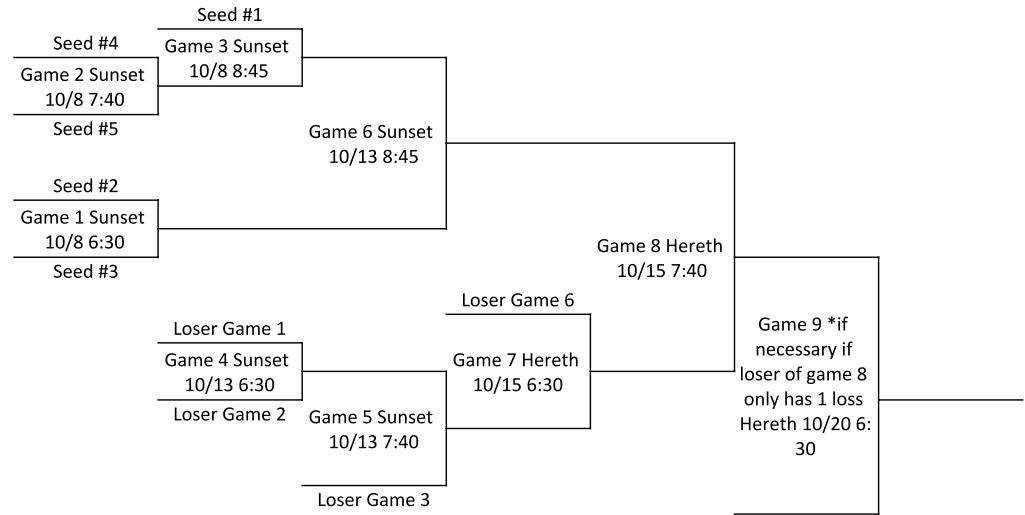 Seed #1
Seed #4
Game 3 Sunset
10/8 8:45
Game 2 Sunset
10/8 7:40
Seed #5
Game 6 Sunset
10/13 8:45
Seed #2
Game 1 Sunset
10/8 6:30
Seed #3
Game 8 Hereth
10/15 7:40
Loser Game 6
Loser Game 1
Game 4 Sunset
10/13 6:30
Loser Game 2
Game 7 Hereth
10/15 6:30
Game 5 Sunset
10/13 7:40
Loser Game 3
Game 9 *if
necessary if
loser of game 8
only has 1 loss
Hereth 10/20 6:
30